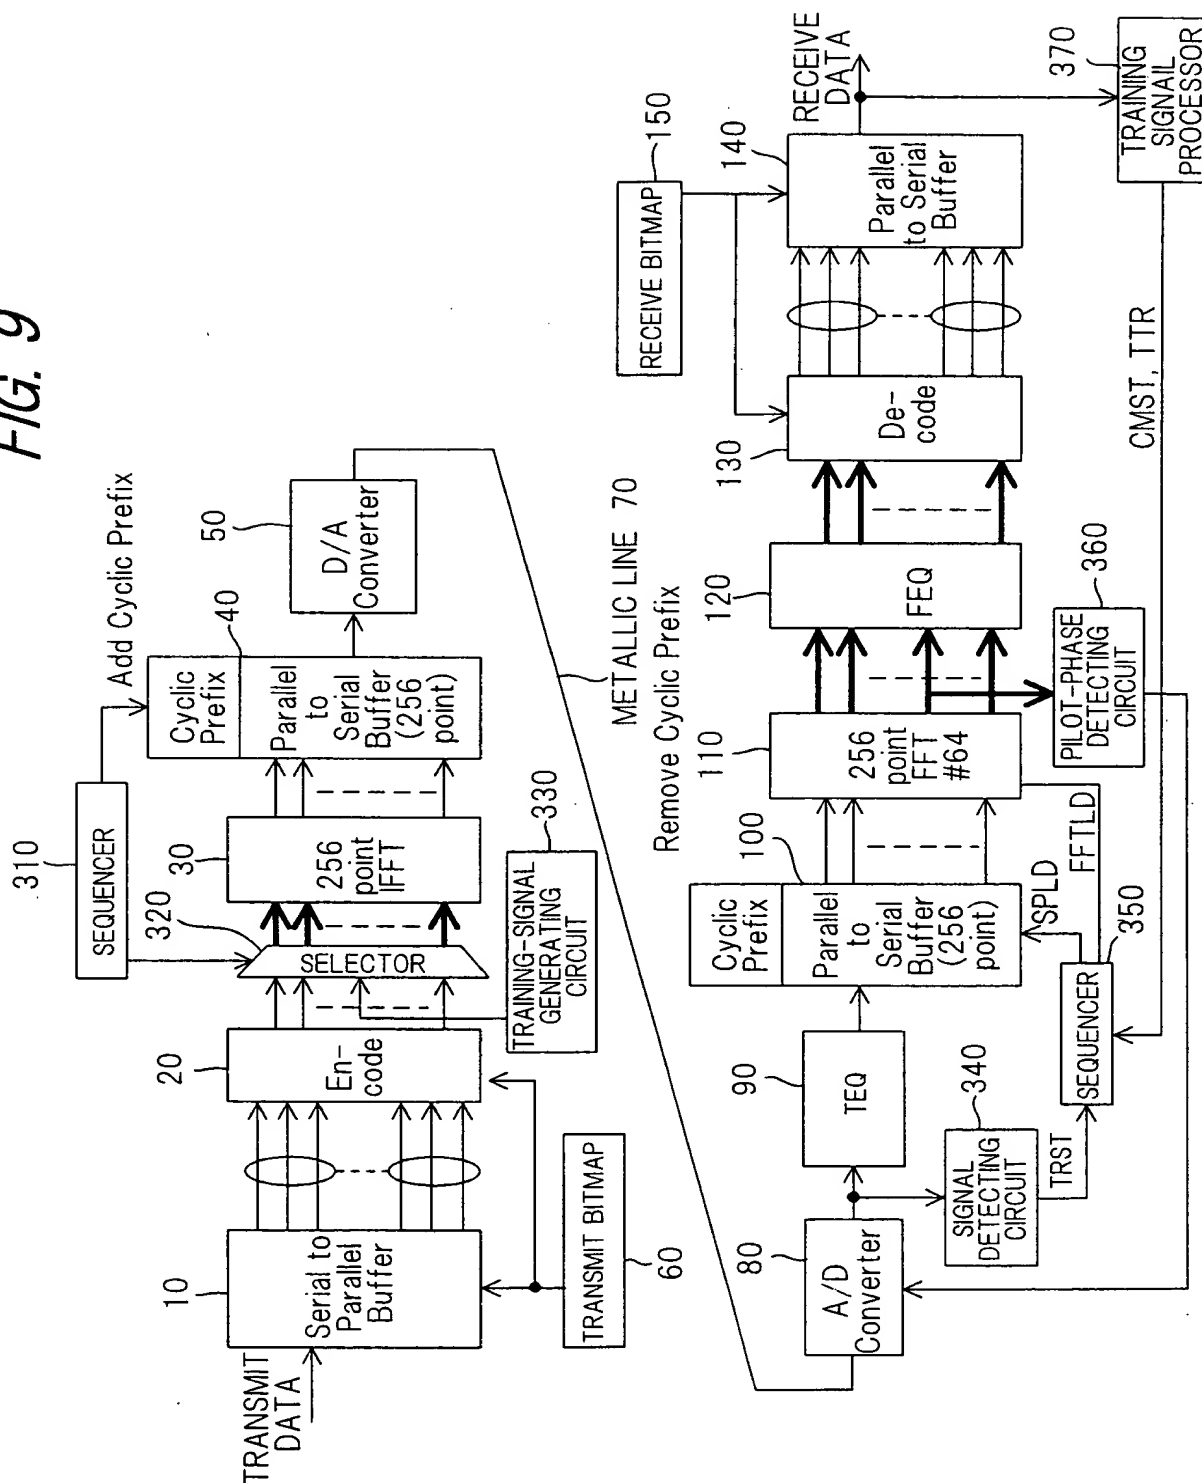 FIG. 9
310
SEQUENCER
Add Cyclic Prefix
320
SELECTOR
TRANSMIT
DATA
10
Serial to
Parallel
Buffer
20
En-
code
30
256
point
IFFT
40
Cyclic
Prefix
Parallel
to
Serial
Buffer
(256
point)
50
D/A
Converter
TRANSMIT BITMAP
60
330
TRAINING-SIGNAL
GENERATING
CIRCUIT
METALLIC LINE 70
Remove Cyclic Prefix
80
A/D
Converter
90
TEQ
340
SIGNAL
DETECTING
CIRCUIT
TRST
SEQUENCER
350
SPLD
FFTLD
100
Cyclic
Prefix
Parallel
to
Serial
Buffer
(256
point)
110
256
point
FFT
#64
120
FEQ
360
PILOT-PHASE
DETECTING
CIRCUIT
130
De-
code
RECEIVE BITMAP
150
140
Parallel
to Serial
Buffer
RECEIVE
DATA
CMST, TTR
370
TRAINING
SIGNAIL
PROCESSOR